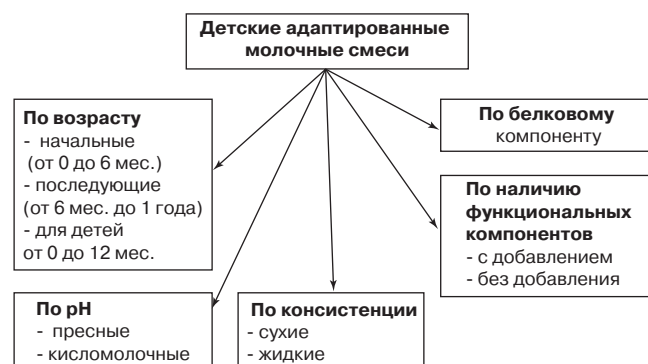 Детские адаптированные
молочные смеси
По возрасту
- начальные
(от 0 до 6 мес.)
- последующие
(от 6 мес. до 1 года)
- для детей
от 0 до 12 мес.
По белковому
компоненту
По наличию
функциональных
компонентов
- с добавлением
- без добавления
По pH
- пресные
- кисломолочные
По консистенции
- сухие
- жидкие